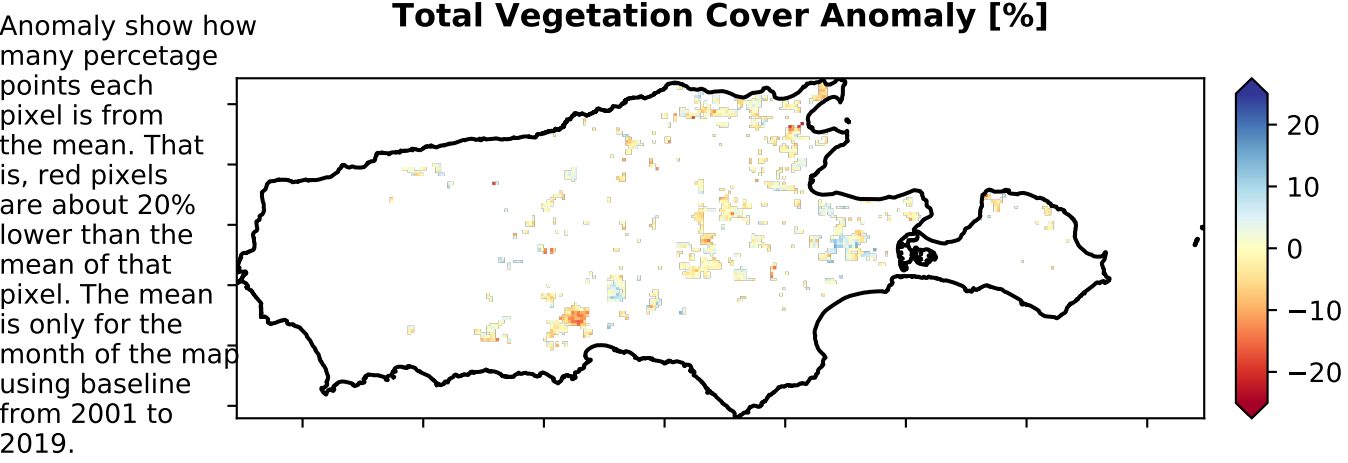 Total Vegetation Cover Anomaly [%]
Anomaly show how
many percetage
points each
pixel is from
the mean. That
is, red pixels
are about 20%
lower than the
mean of that
pixel. The mean
is only for the
month of the map
using baseline
from 2001 to
2019.
20
10
0
−10
−20